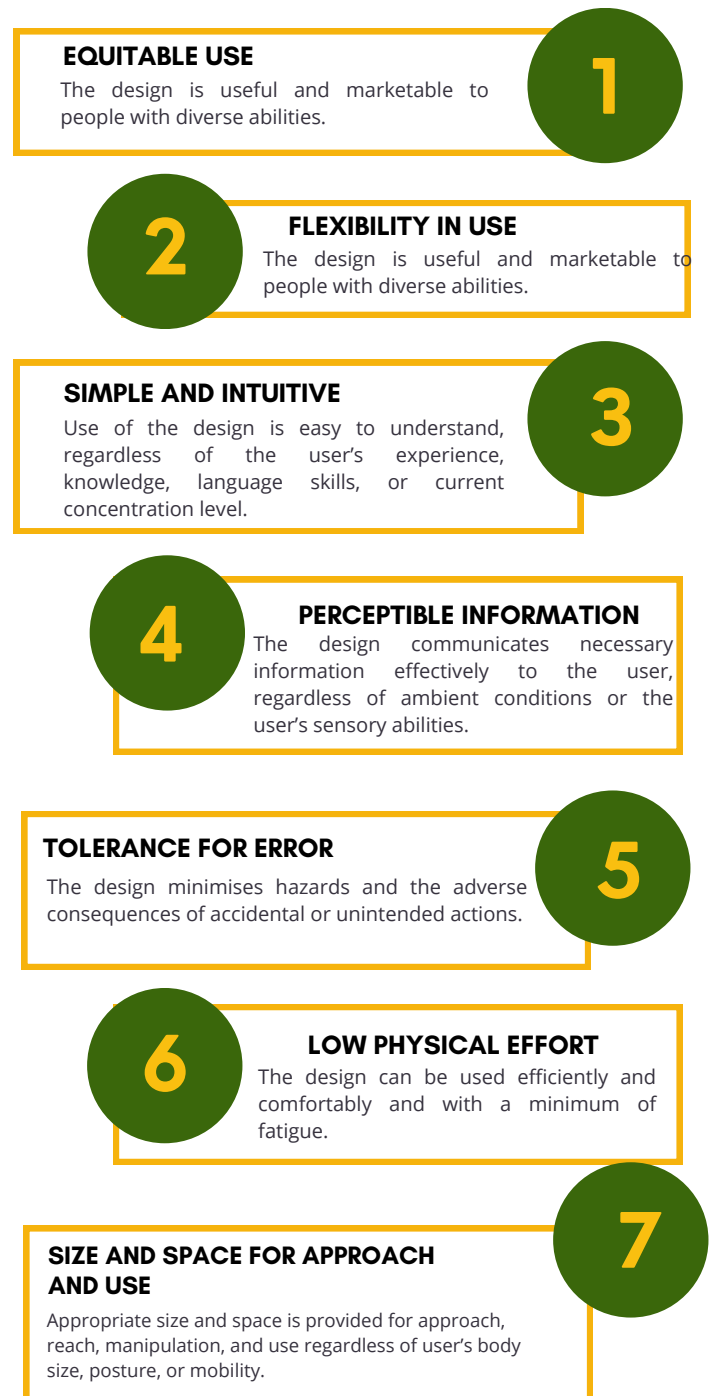 EQUITABLE USE
The design is useful and marketable to
people with diverse abilities.
1
2
FLEXIBILITY IN USE
The design is useful and marketable to
people with diverse abilities.
SIMPLE AND INTUITIVE
Use of the design is easy to understand,
regardless of the user’s experience,
knowledge, language skills, or current
concentration level.
3
4
PERCEPTIBLE INFORMATION
The design communicates necessary
information effectively to the user,
regardless of ambient conditions or the
user’s sensory abilities.
TOLERANCE FOR ERROR
The design minimises hazards and the adverse
consequences of accidental or unintended actions.
5
6
LOW PHYSICAL EFFORT
The design can be used efficiently and
comfortably and with a minimum of
fatigue.
7
SIZE AND SPACE FOR APPROACH
AND USE
Appropriate size and space is provided for approach,
reach, manipulation, and use regardless of user’s body
size, posture, or mobility.